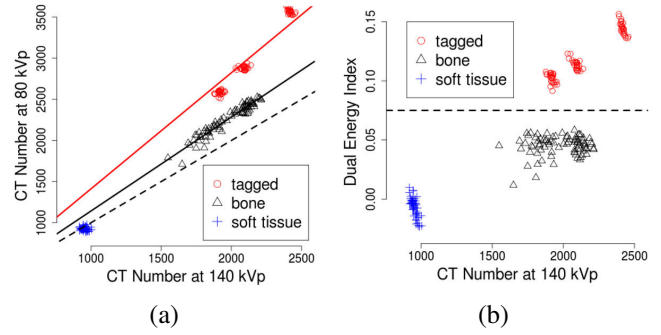 CT Number at 80 kVp
3500
3000
2500
2000
1500
1000
tagged
bone
soft tissue
1000 1500 2000 2500
CT Number at 140 kVp
(a)
Dual Energy Index
0.15
0.10
0.05
0.00
tagged
bone
soft tissue
1000 1500 2000 2500
CT Number at 140 kVp
(b)